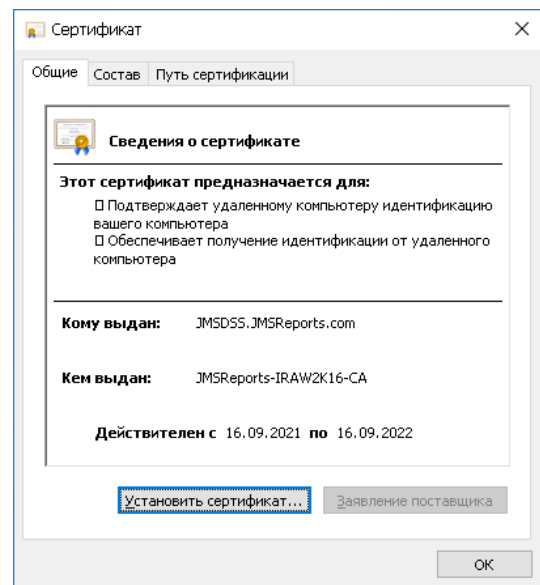 Сертификат
Общие Состав Путь сертификации
Сведения о сертификате
Этот сертификат предназначается для:
Подтверждает удаленному компьютеру идентификацию
вашего компьютера
Обеспечивает получение идентификации от удаленного
компьютера
Кому выдан: JMSDSS.JMSReports.com
Кем выдан: JMSReports-IRAW2K16-CA
Действителен с 16.09.2021 по 16.09.2022
Установить сертификат... Заявление поставщика
ОК